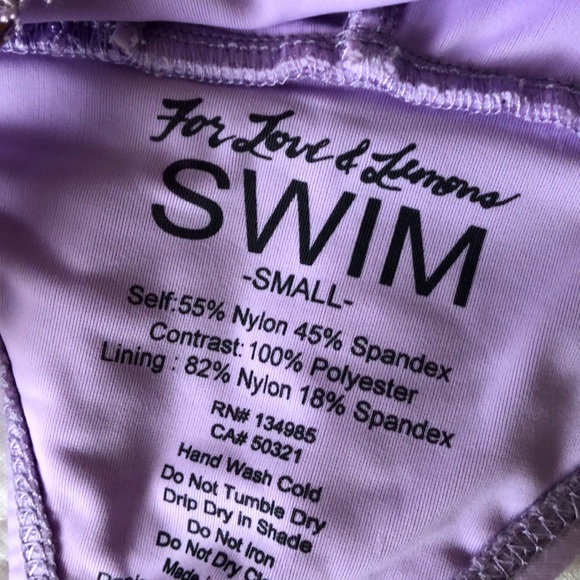 For Love & Lemons
SWIM
-SMALL-
Self:55% Nylon 45% Spandex
Contrast: 100% Polyester
Lining : 82% Nylon 18% Spandex
RN# 134985
CA# 50321
Hand Wash Cold
Do Not Tumble Dry
Drip Dry in Shade
Do Not Iron
Do Not Dry
Made